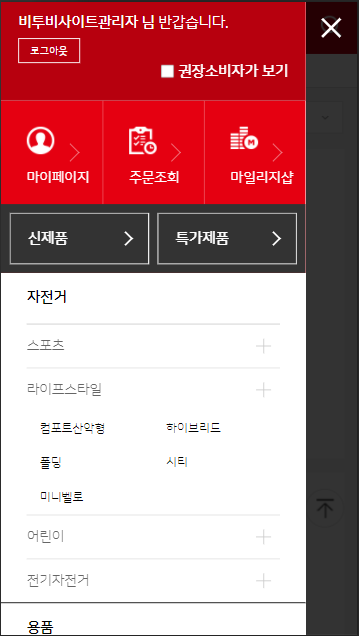 비투비사이트관리자 님 반갑습니다.
로그아웃
권장소비자가 보기
마이페이지 주문조회 마일리지샵
신제품 특가제품
자전거
스포츠
라이프스타일
컴포트산악형 하이브리드
폴딩 시티
미니벨로
어린이
전기자전거
용품